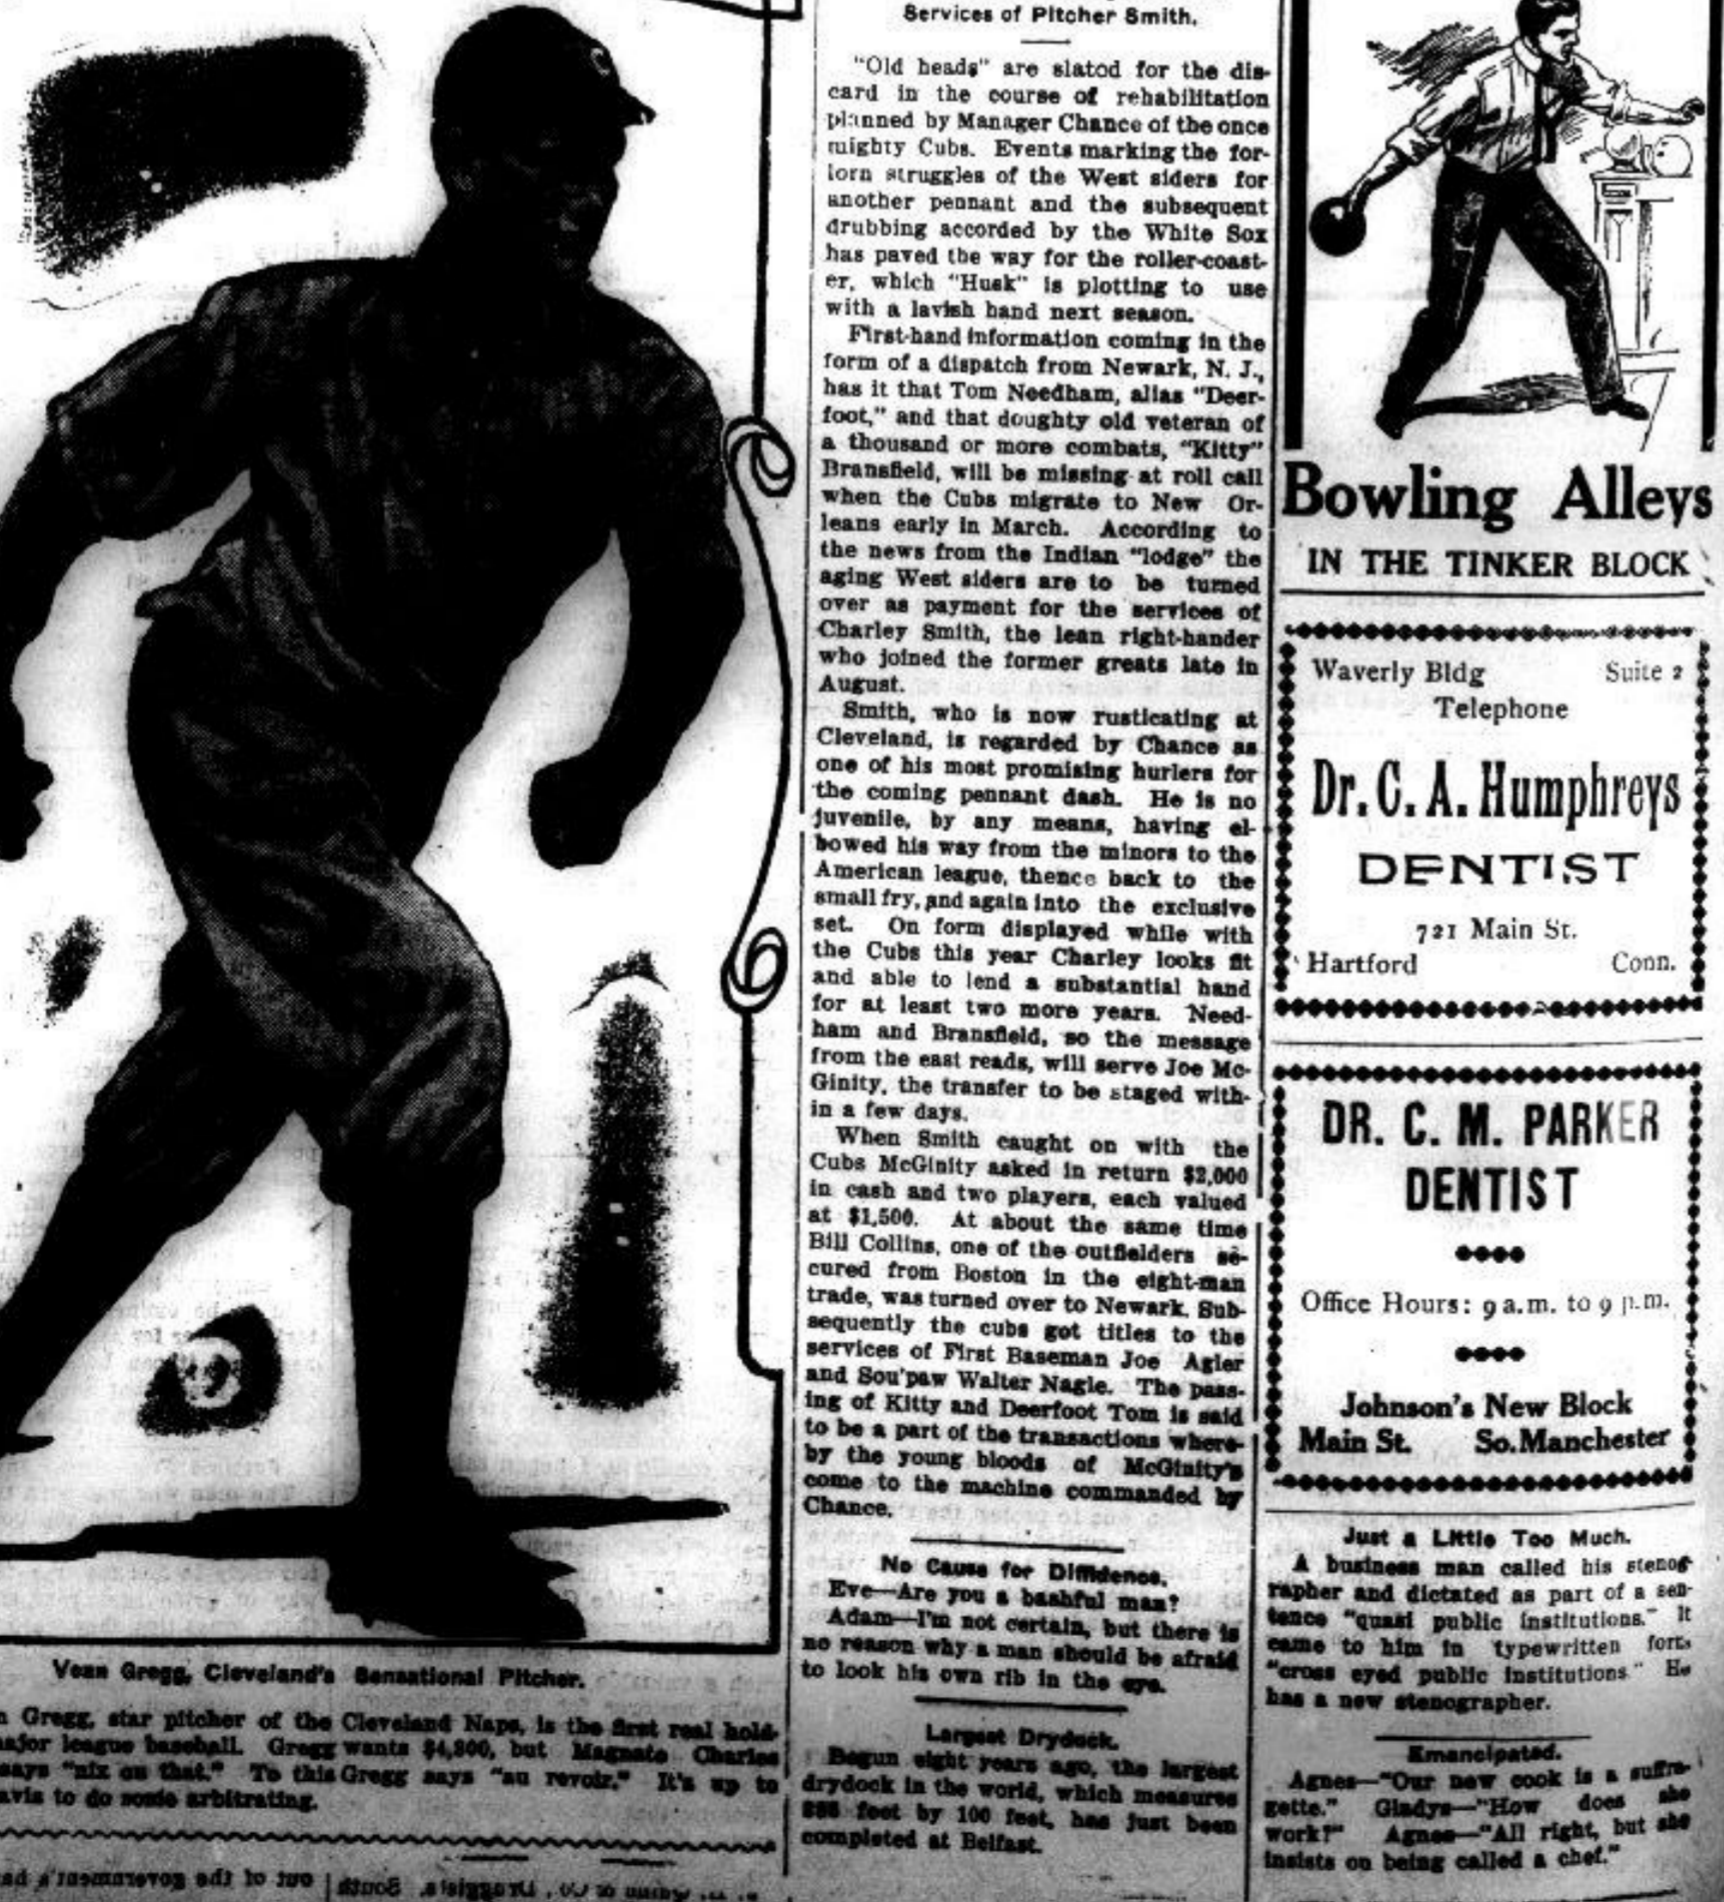 Vean Gregg, Cleveland's Sensational Pitcher.
Gregg, star pitcher of the Cleveland Naps, is the first real hold-
major league baseball. Gregg wants $4,800, but Magnate Charles
says "nix on that." To this Gregg says "au revoir." It's up to
to do some arbitrating.
Services of Pitcher Smith.
"Old heads" are slatod for the dis-
card in the course of rehabilitation
planned by Manager Chance of the once
mighty Cubs. Events marking the for-
lorn struggles of the West siders for
another pennant and the subsequent
drubbing accorded by the White Sox
has paved the way for the roller-coast-
er, which "Husk" is plotting to use
with a lavish hand next season.
First-hand information coming in the
form of a dispatch from Newark, N. J.,
has it that Tom Needham, alias "Deer-
foot," and that doughty old veteran of
a thousand or more combats, "Kitty"
Bransfield, will be missing at roll call
when the Cubs migrate to New Or-
leans early in March. According to
the news from the Indian "lodge" the
aging West siders are to be turned
over as payment for the services of
Charley Smith, the lean right-hander
who joined the former greats late in
August.
Smith, who is now rusticating at
Cleveland, is regarded by Chance as
one of his most promising hurlers for
the coming pennant dash. He is no
juvenile, by any means, having el-
bowed his way from the minors to the
American league, thence back to the
small fry, and again into the exclusive
set. On form displayed while with
the Cubs this year Charley looks fit
and able to lend a substantial hand
for at least two more years. Need-
ham and Bransfield, so the message
from the east reads, will serve Joe Mc-
Ginity, the transfer to be staged with-
in a few days.
When Smith caught on with the
Cubs McGinity asked in return $2,000
in cash and two players, each valued
at $1,500. At about the same time
Bill Collins, one of the outfielders se-
cured from Boston in the eight-man
trade, was turned over to Newark. Sub-
sequently the cubs got titles to the
services of First Baseman Joe Agler
and Sou'paw Walter Nagle. The pass-
ing of Kitty and Deerfoot Tom is said
to be a part of the transactions where-
by the young bloods of McGinity's
come to the machine commanded by
Chance.
No Cause for Diffidence.
Eve—Are you a bashful man?
Adam—I'm not certain, but there is
no reason why a man should be afraid
to look his own rib in the eye.
Largest Drydock.
Begun eight years ago, the largest
drydock in the world, which measures
feet by 100 feet, has just been
completed at Belfast.
Bowling Alleys
IN THE TINKER BLOCK
Waverly Bldg Suite 2
Telephone
Dr. C. A. Humphreys
DENTIST
721 Main St.
Hartford Conn.
DR. C. M. PARKER
DENTIST
Office Hours: 9 a.m. to 9 p.m.
Johnson's New Block
Main St. So. Manchester
Just a Little Too Much.
A business man called his stenog-
rapher and dictated as part of a sen-
tence "quasi public institutions." It
came to him in typewritten form
"cross eyed public institutions." He
has a new stenographer.
Emancipated.
Agnes—"Our new cook is a suffra-
gette." Gladys—"How does she
work?" Agnes—"All right, but she
insists on being called a chef."